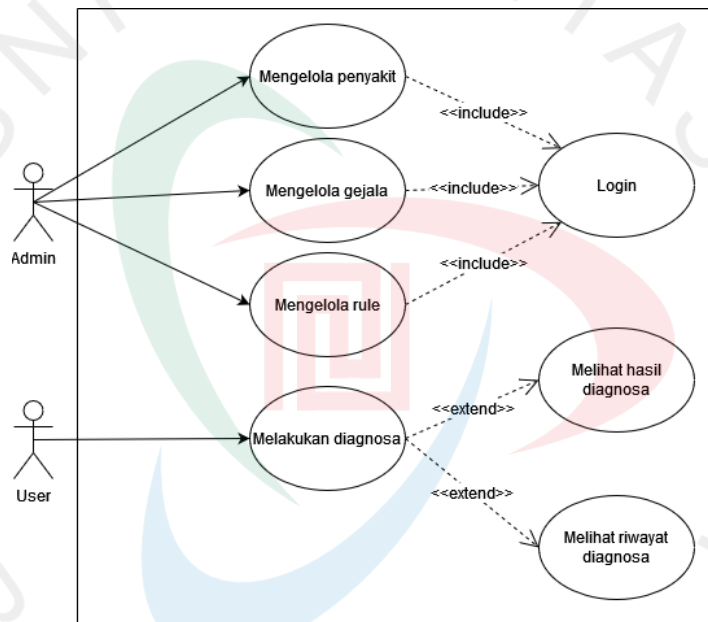 Mengelola penyakit
<<include>>
Mengelola gejala
<<include>>
Login
Admin
<<include>>
Mengelola rule
Melihat hasil
diagnosa
<<extend>>
Melakukan diagnosa
User
<<extend>>
Melihat riwayat
diagnosa